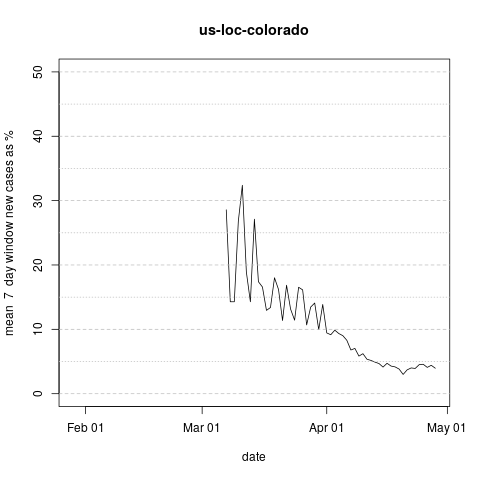 us-loc-colorado
mean 7 day window new cases as %
50
40
30
20
10
0
Feb 01
Mar 01
Apr 01
May 01
date